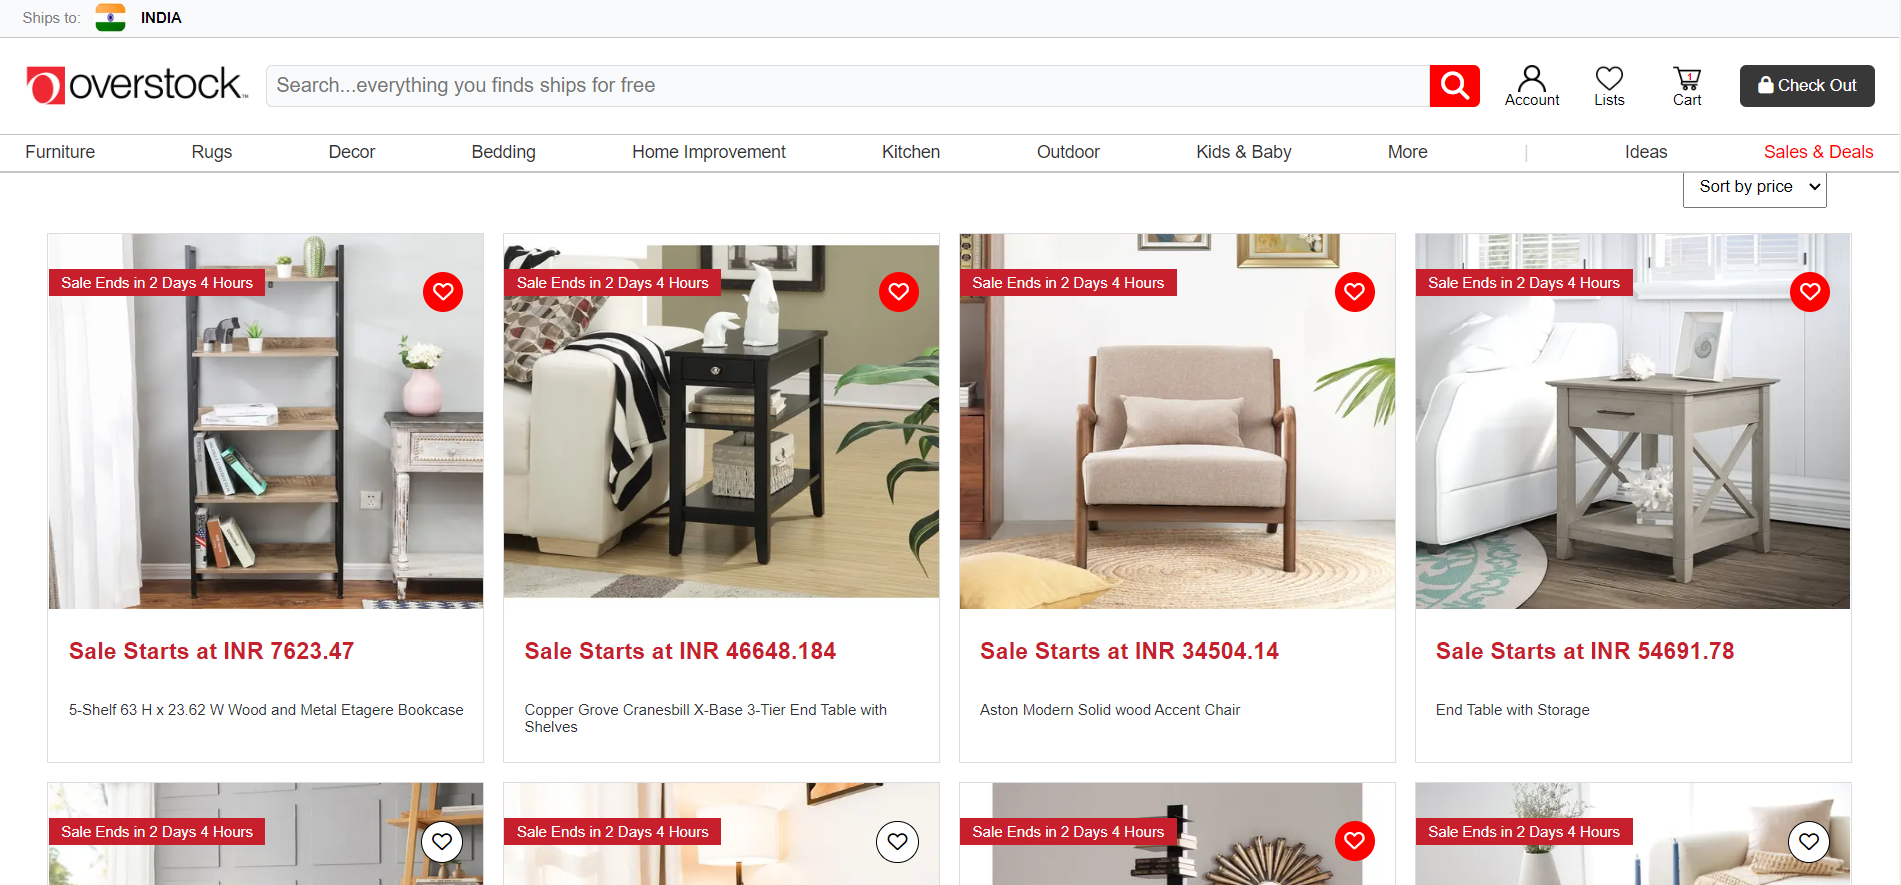 Ships to: INDIA
overstock™
Search...everything you finds ships for free
Account
Lists
1
Cart
Check Out
Furniture Rugs Decor Bedding Home Improvement Kitchen Outdoor Kids & Baby More | Ideas Sales & Deals
Sort by price
Sale Ends in 2 Days 4 Hours
Sale Ends in 2 Days 4 Hours
Sale Ends in 2 Days 4 Hours
Sale Ends in 2 Days 4 Hours
Sale Starts at INR 7623.47
5-Shelf 63 H x 23.62 W Wood and Metal Etagere Bookcase
Sale Starts at INR 46648.184
Copper Grove Cranesbill X-Base 3-Tier End Table with
Shelves
Sale Starts at INR 34504.14
Aston Modern Solid wood Accent Chair
Sale Starts at INR 54691.78
End Table with Storage
Sale Ends in 2 Days 4 Hours
Sale Ends in 2 Days 4 Hours
Sale Ends in 2 Days 4 Hours
Sale Ends in 2 Days 4 Hours